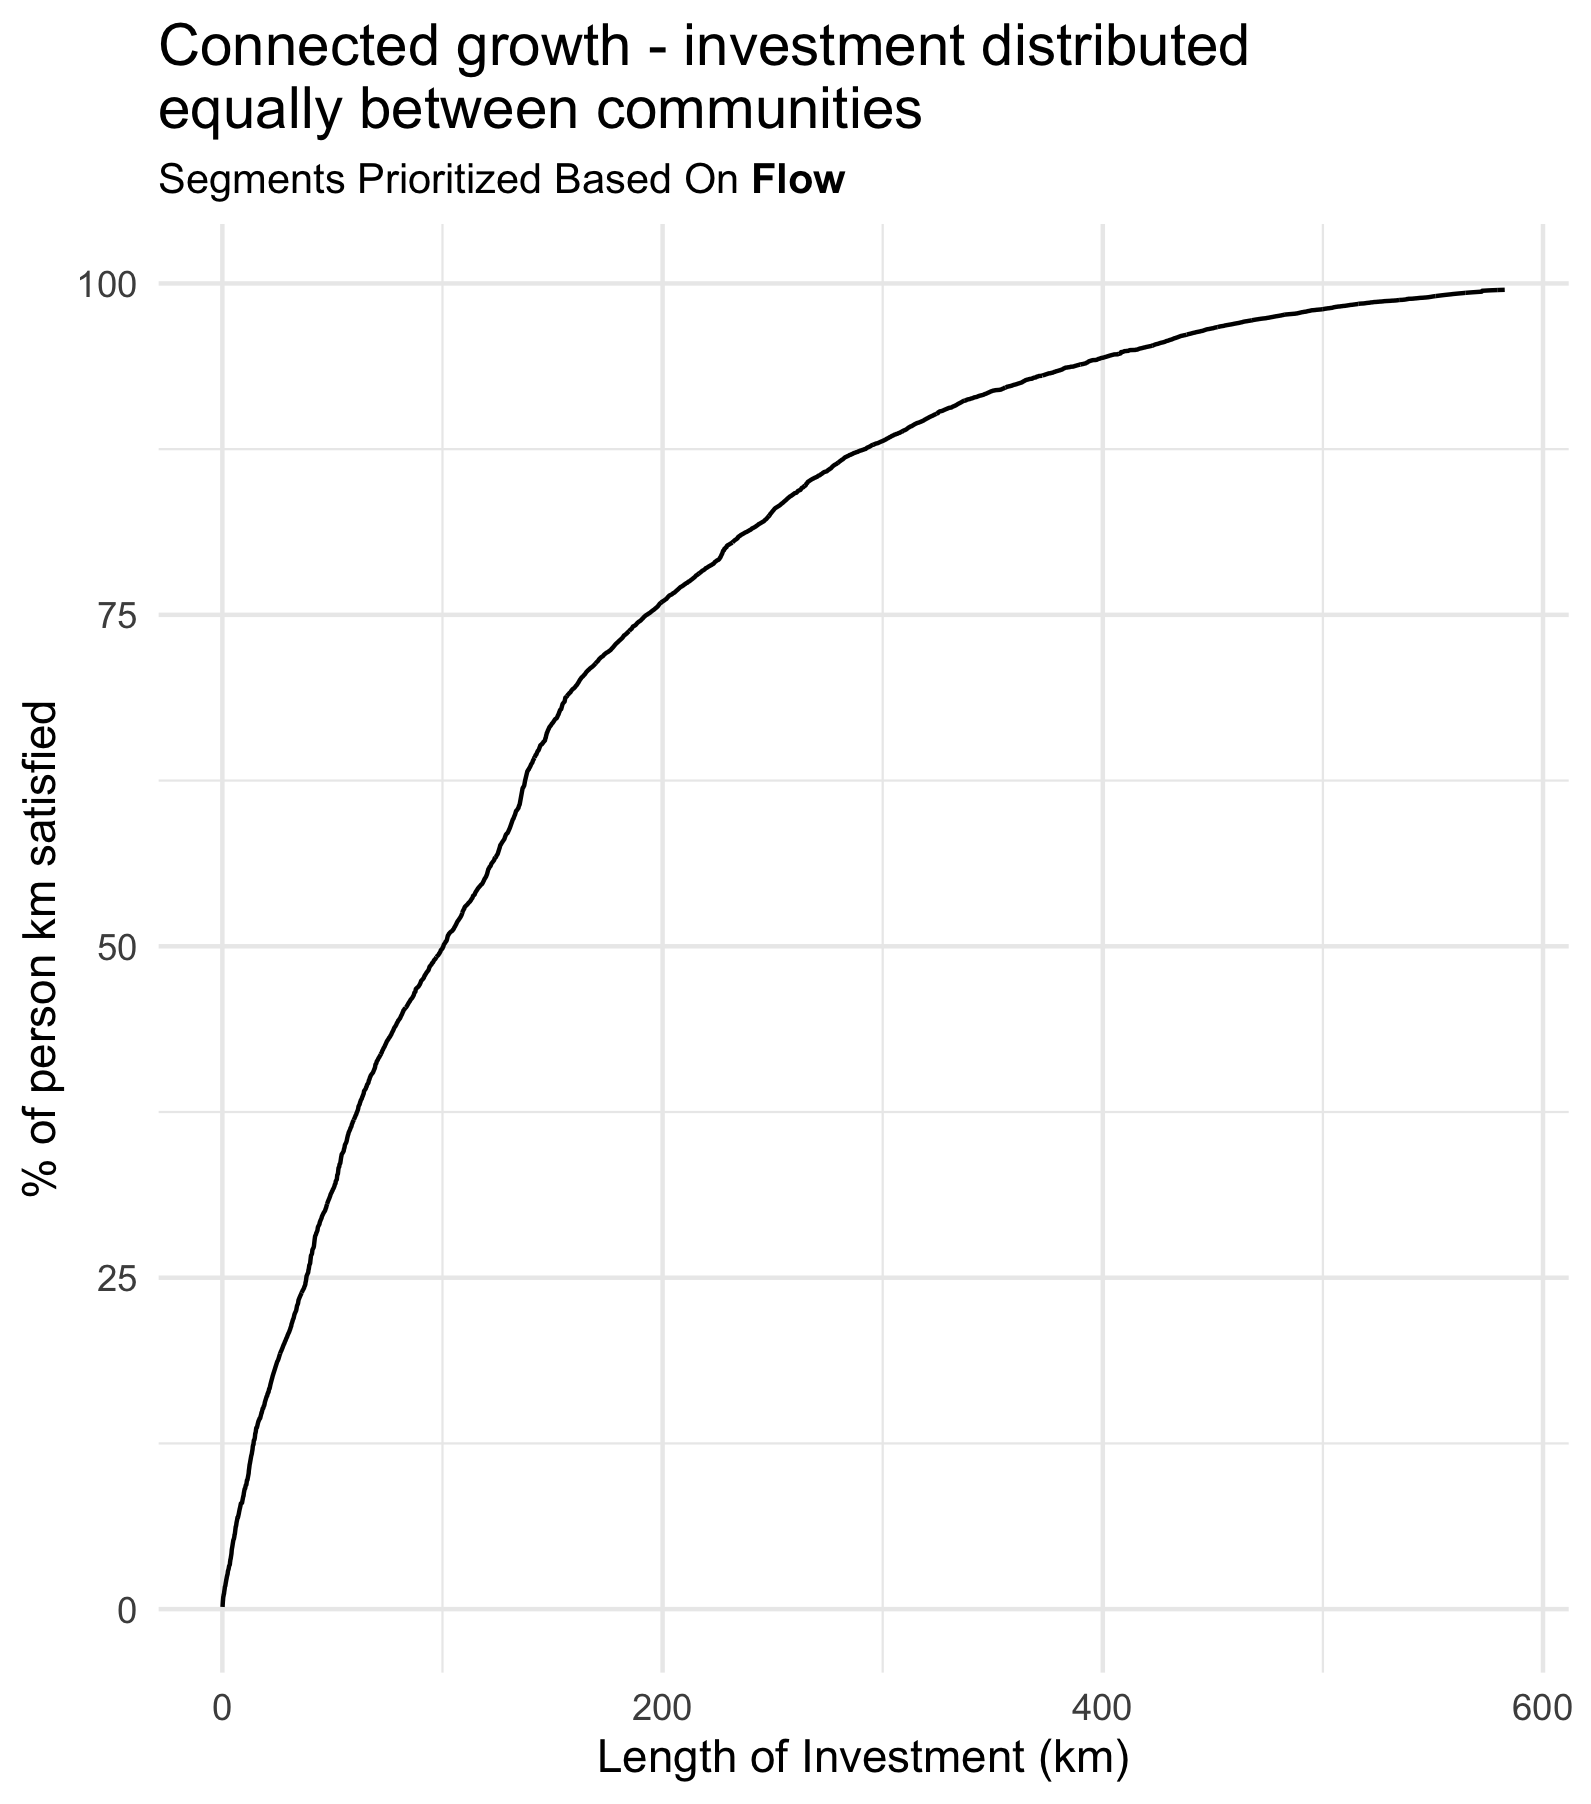 Connected growth - investment distributed
equally between communities
Segments Prioritized Based On Flow
100
75
50
25
0
% of person km satisfied
0
200
400
600
Length of Investment (km)